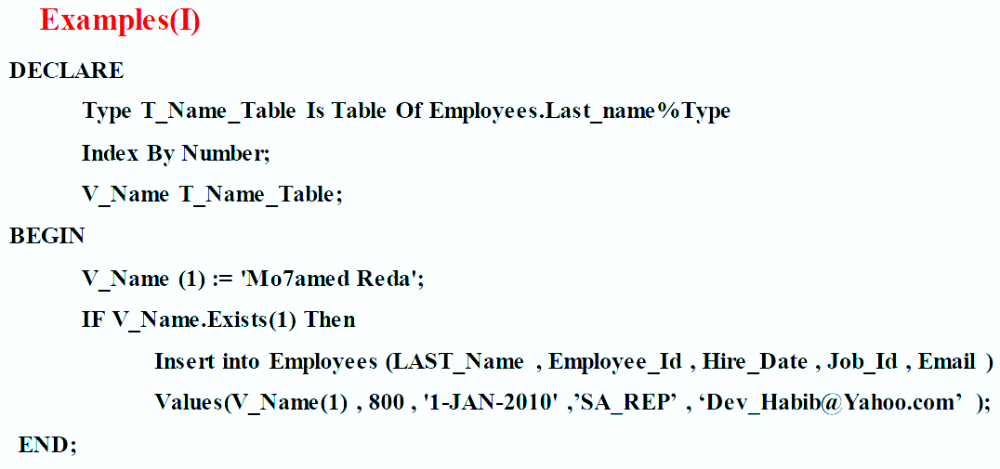 Examples(I)
DECLARE
Type T_Name_Table Is Table Of Employees.Last_name%Type
Index By Number;
V_Name T_Name_Table;
BEGIN
V_Name (1) := 'Mo7amed Reda';
IF V_Name.Exists(1) Then
Insert into Employees (LAST_Name , Employee_Id , Hire_Date , Job_Id , Email )
Values(V_Name(1) , 800 , '1-JAN-2010' ,’SA_REP’ , ‘Dev_Habib@Yahoo.com’ );
END;